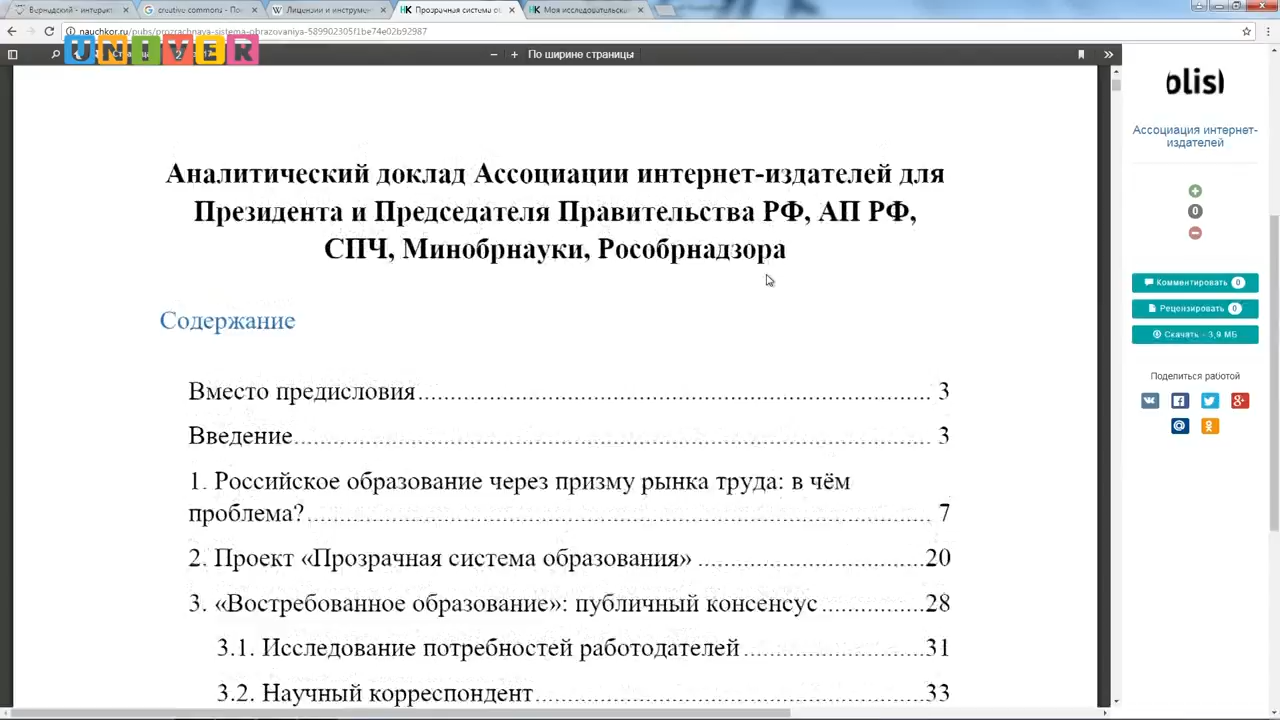 Вернадский - интеракт
creative commons - По
Лицензии и инструмен
Прозрачная система о
Моя исследовательска
nauchkor.ru/pubs/prozrachnaya-sistema-obrazovaniya-589902305f1be74e02b92987
UNIVER
По ширине страницы
Аналитический доклад Ассоциации интернет-издателей для
Президента и Председателя Правительства РФ, АП РФ,
СПЧ, Минобрнауки, Рособрнадзора
Содержание
Вместо предисловия 3
Введение 3
1. Российское образование через призму рынка труда: в чём
проблема? 7
2. Проект «Прозрачная система образования» 20
3. «Востребованное образование»: публичный консенсус 28
3.1. Исследование потребностей работодателей 31
3.2. Научный корреспондент 33
Ассоциация интернет-
издателей
0
Комментировать 0
Рецензировать 0
Скачать - 3,9 МБ
Поделиться работой